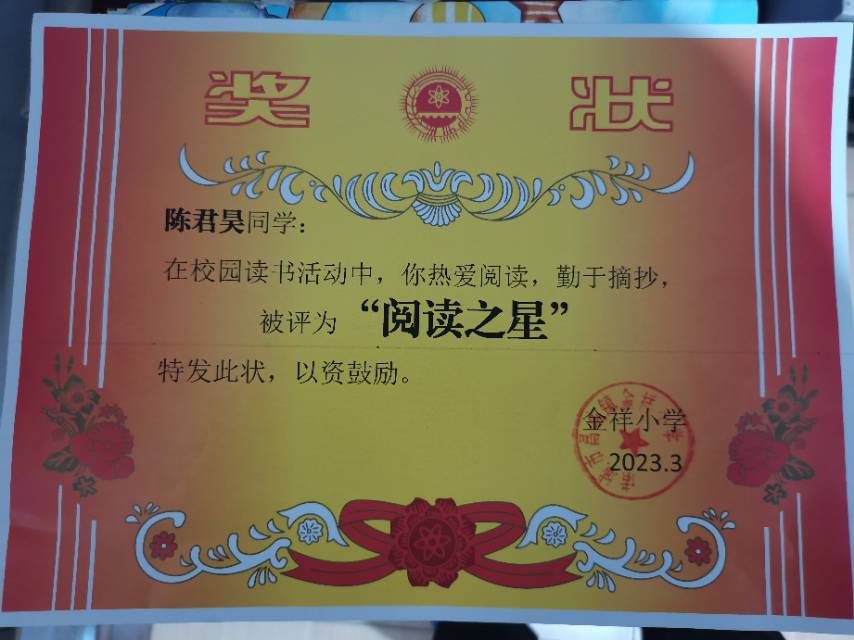 奖 状
陈君昊同学：
在校园读书活动中，你热爱阅读，勤于摘抄，
被评为“阅读之星”
特发此状，以资鼓励。
金祥小学
2023.3